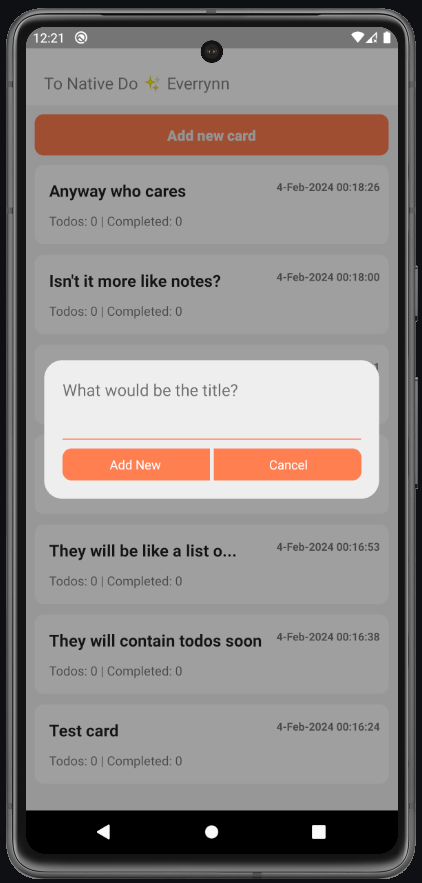 12:21
To Native Do ✨ Everrynn
Add new card
Anyway who cares
4-Feb-2024 00:18:26
Todos: 0 | Completed: 0
Isn't it more like notes?
4-Feb-2024 00:18:00
Todos: 0 | Completed: 0
What would be the title?
Add New
Cancel
They will be like a list o...
4-Feb-2024 00:16:53
Todos: 0 | Completed: 0
They will contain todos soon
4-Feb-2024 00:16:38
Todos: 0 | Completed: 0
Test card
4-Feb-2024 00:16:24
Todos: 0 | Completed: 0